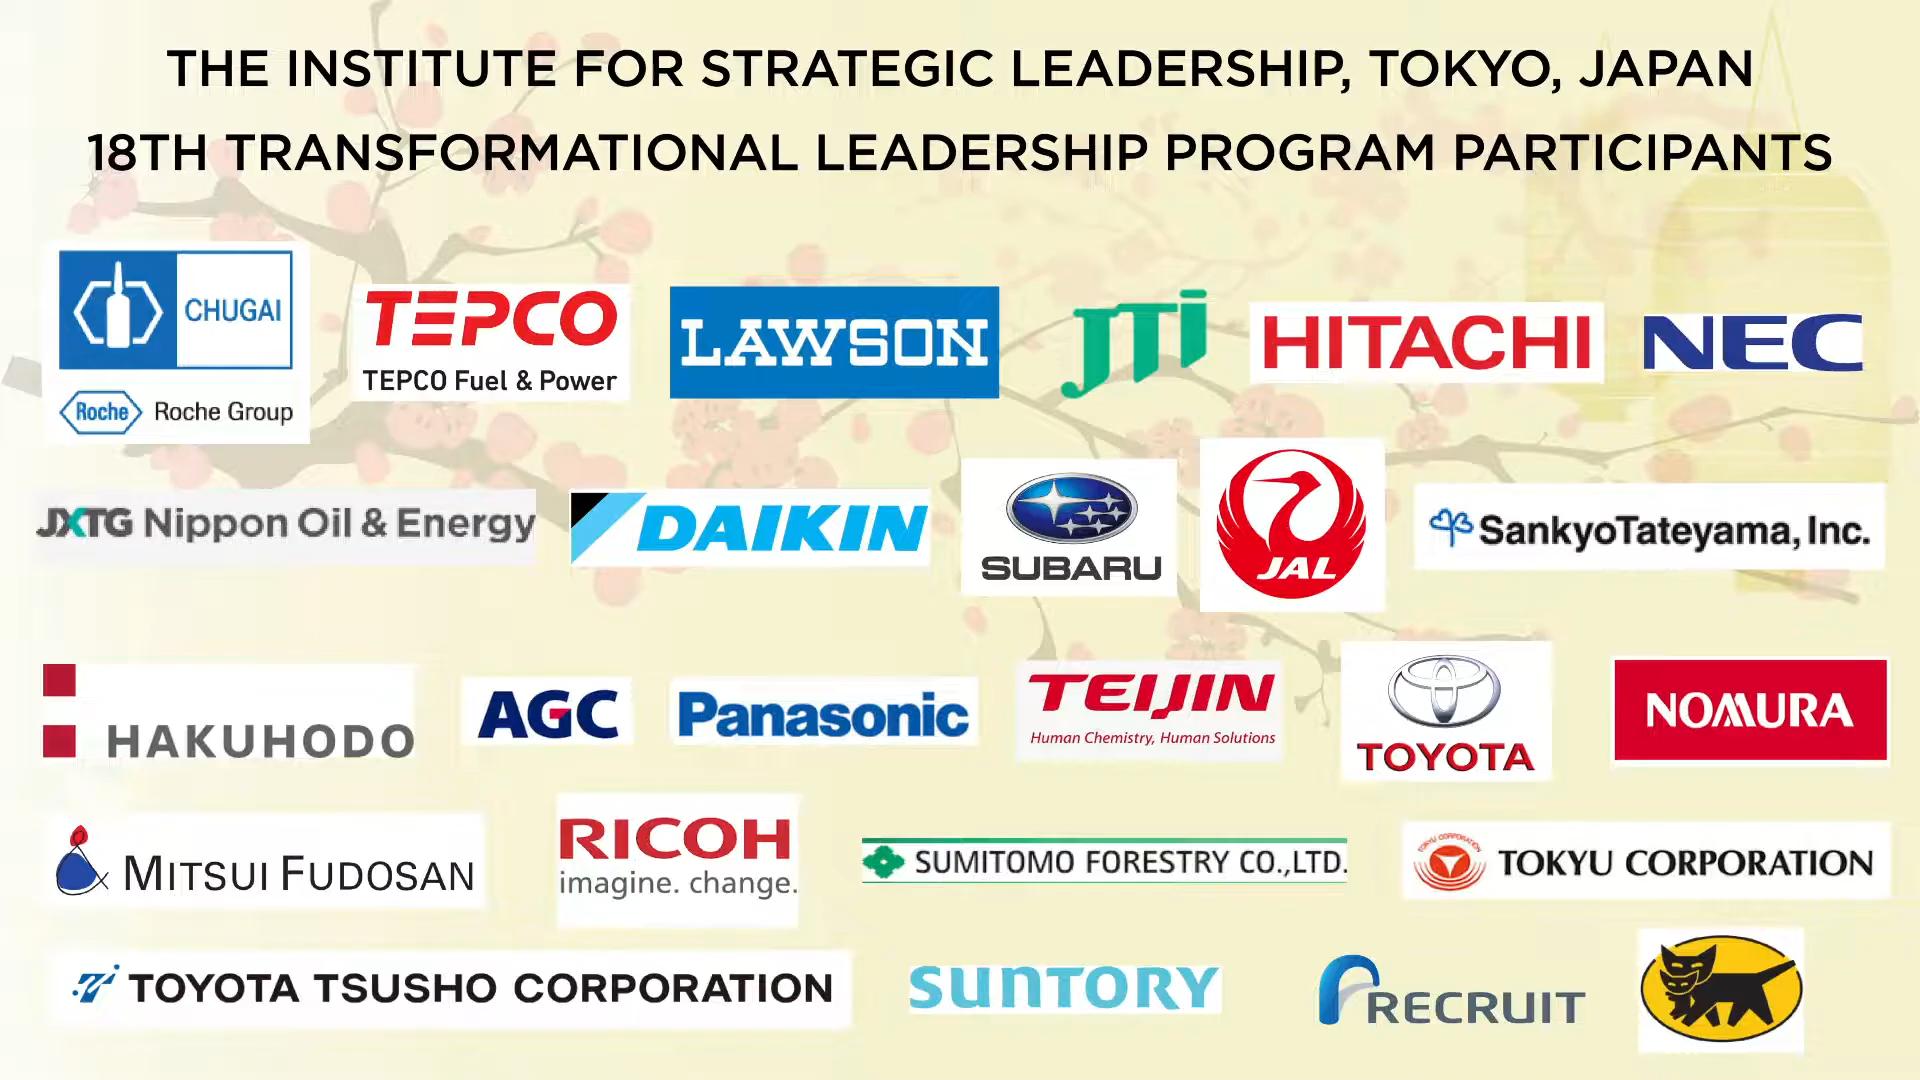 THE INSTITUTE FOR STRATEGIC LEADERSHIP, TOKYO, JAPAN
18TH TRANSFORMATIONAL LEADERSHIP PROGRAM PARTICIPANTS
CHUGAI
Roche Roche Group
TEPCO
TEPCO Fuel & Power
LAWSON
JTi
HITACHI
NEC
JXTG Nippon Oil & Energy
DAIKIN
SUBARU
JAL
SankyoTateyama, Inc.
HAKUHODO
AGC
Panasonic
TEIJIN
Human Chemistry, Human Solutions
TOYOTA
NOMURA
MITSUI FUDOSAN
RICOH
imagine. change.
SUMITOMO FORESTRY CO.,LTD.
TOKYU CORPORATION
TOKYU CORPORATION
TOYOTA TSUSHO CORPORATION
SUNTORY
RECRUIT